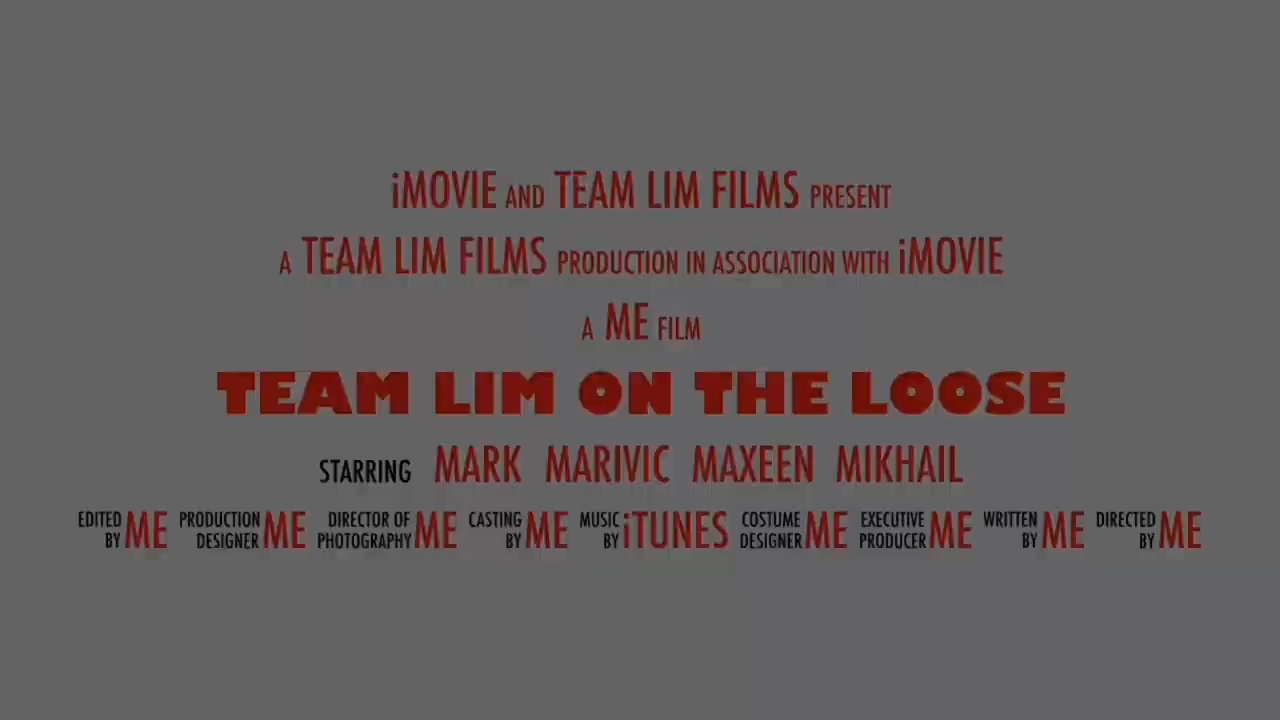 iMOVIE AND TEAM LIM FILMS PRESENT
A TEAM LIM FILMS PRODUCTION IN ASSOCIATION WITH iMOVIE
A ME FILM
TEAM LIM ON THE LOOSE
STARRING MARK MARIVIC MAXEEN MIKHAIL
EDITED BY ME PRODUCTION DESIGNER ME DIRECTOR OF PHOTOGRAPHY ME CASTING BY ME MUSIC BY iTUNES COSTUME DESIGNER ME EXECUTIVE PRODUCER ME WRITTEN BY ME DIRECTED BY ME